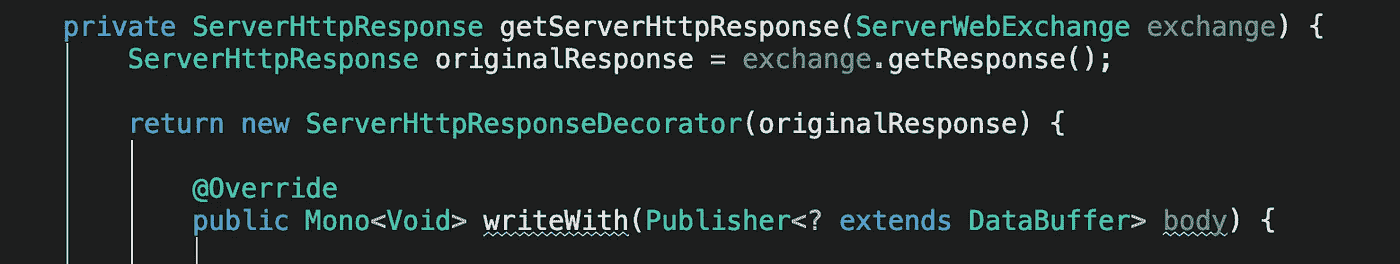 private ServerHttpResponse getServerHttpResponse(ServerWebExchange exchange) {
ServerHttpResponse originalResponse = exchange.getResponse();
return new ServerHttpResponseDecorator(originalResponse) {
@Override
public Mono<Void> writeWith(Publisher<? extends DataBuffer> body) {